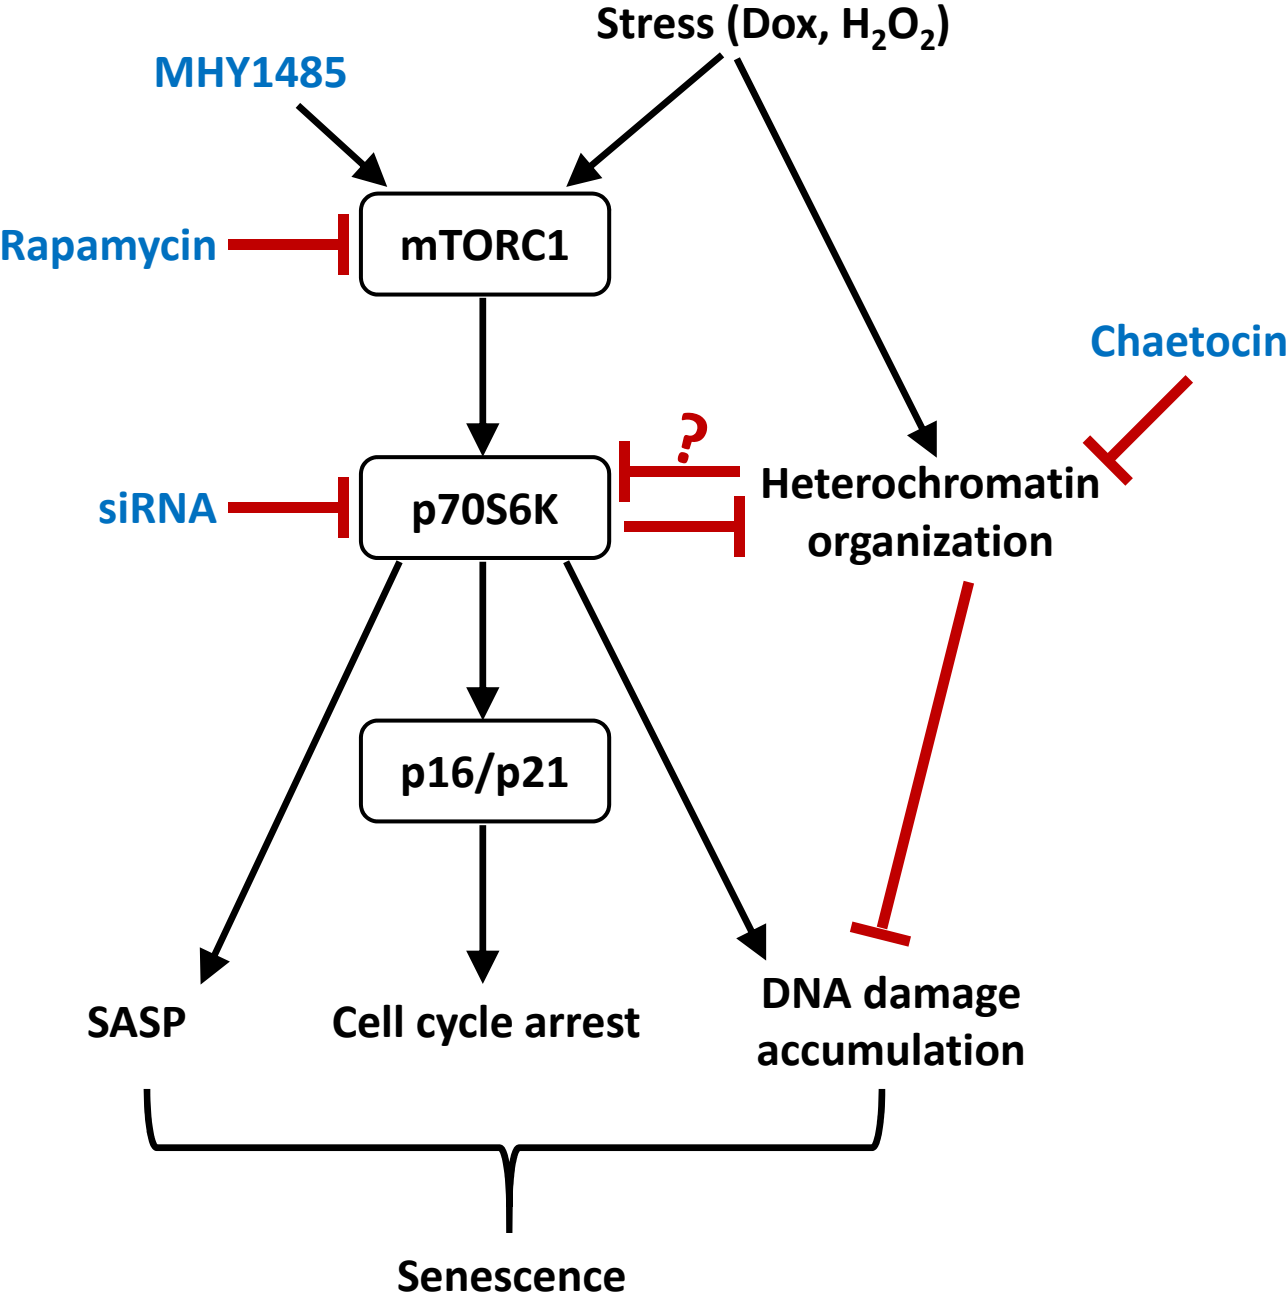 Stress (Dox, H₂O₂)
MHY1485
mTORC1
Rapamycin
Chaetocin
?
Heterochromatin
organization
siRNA
p70S6K
p16/p21
SASP
Cell cycle arrest
DNA damage
accumulation
Senescence